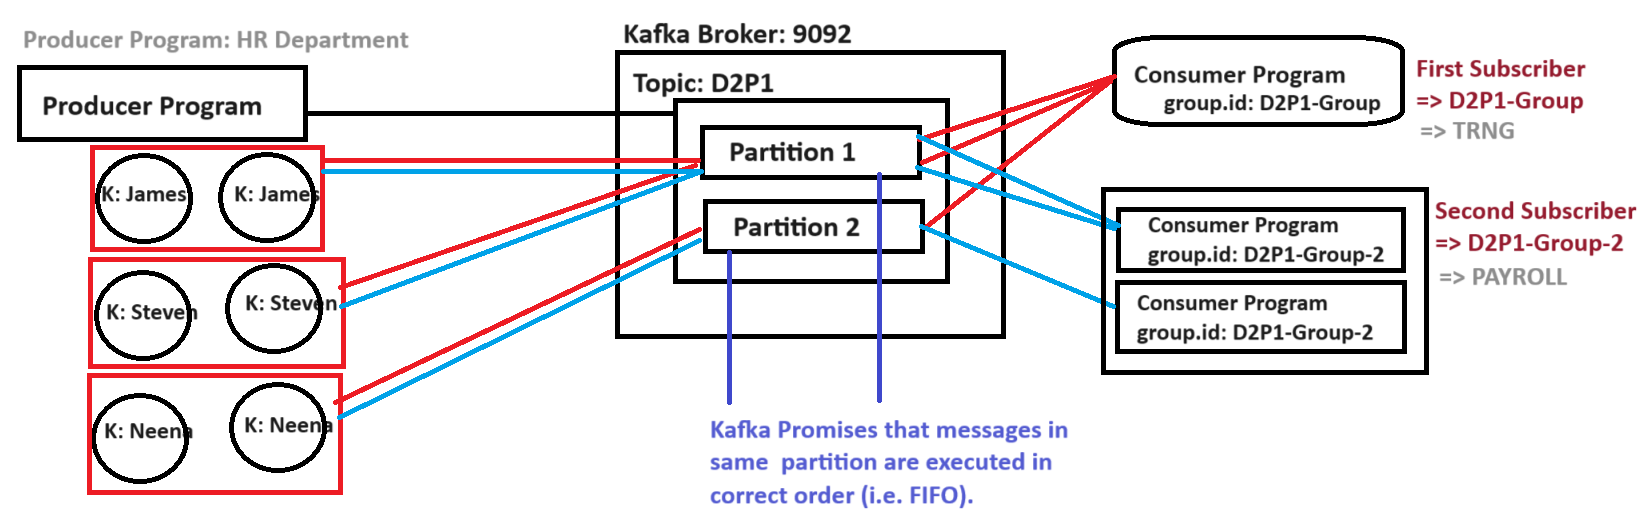 Producer Program: HR Department
Producer Program
K: James
K: James
K: Steven
K: Steven
K: Neena
K: Neena
Kafka Broker: 9092
Topic: D2P1
Partition 1
Partition 2
Kafka Promises that messages in
same partition are executed in
correct order (i.e. FIFO).
Consumer Program
group.id: D2P1-Group
First Subscriber
=> D2P1-Group
=> TRNG
Consumer Program
group.id: D2P1-Group-2
Consumer Program
group.id: D2P1-Group-2
Second Subscriber
=> D2P1-Group-2
=> PAYROLL